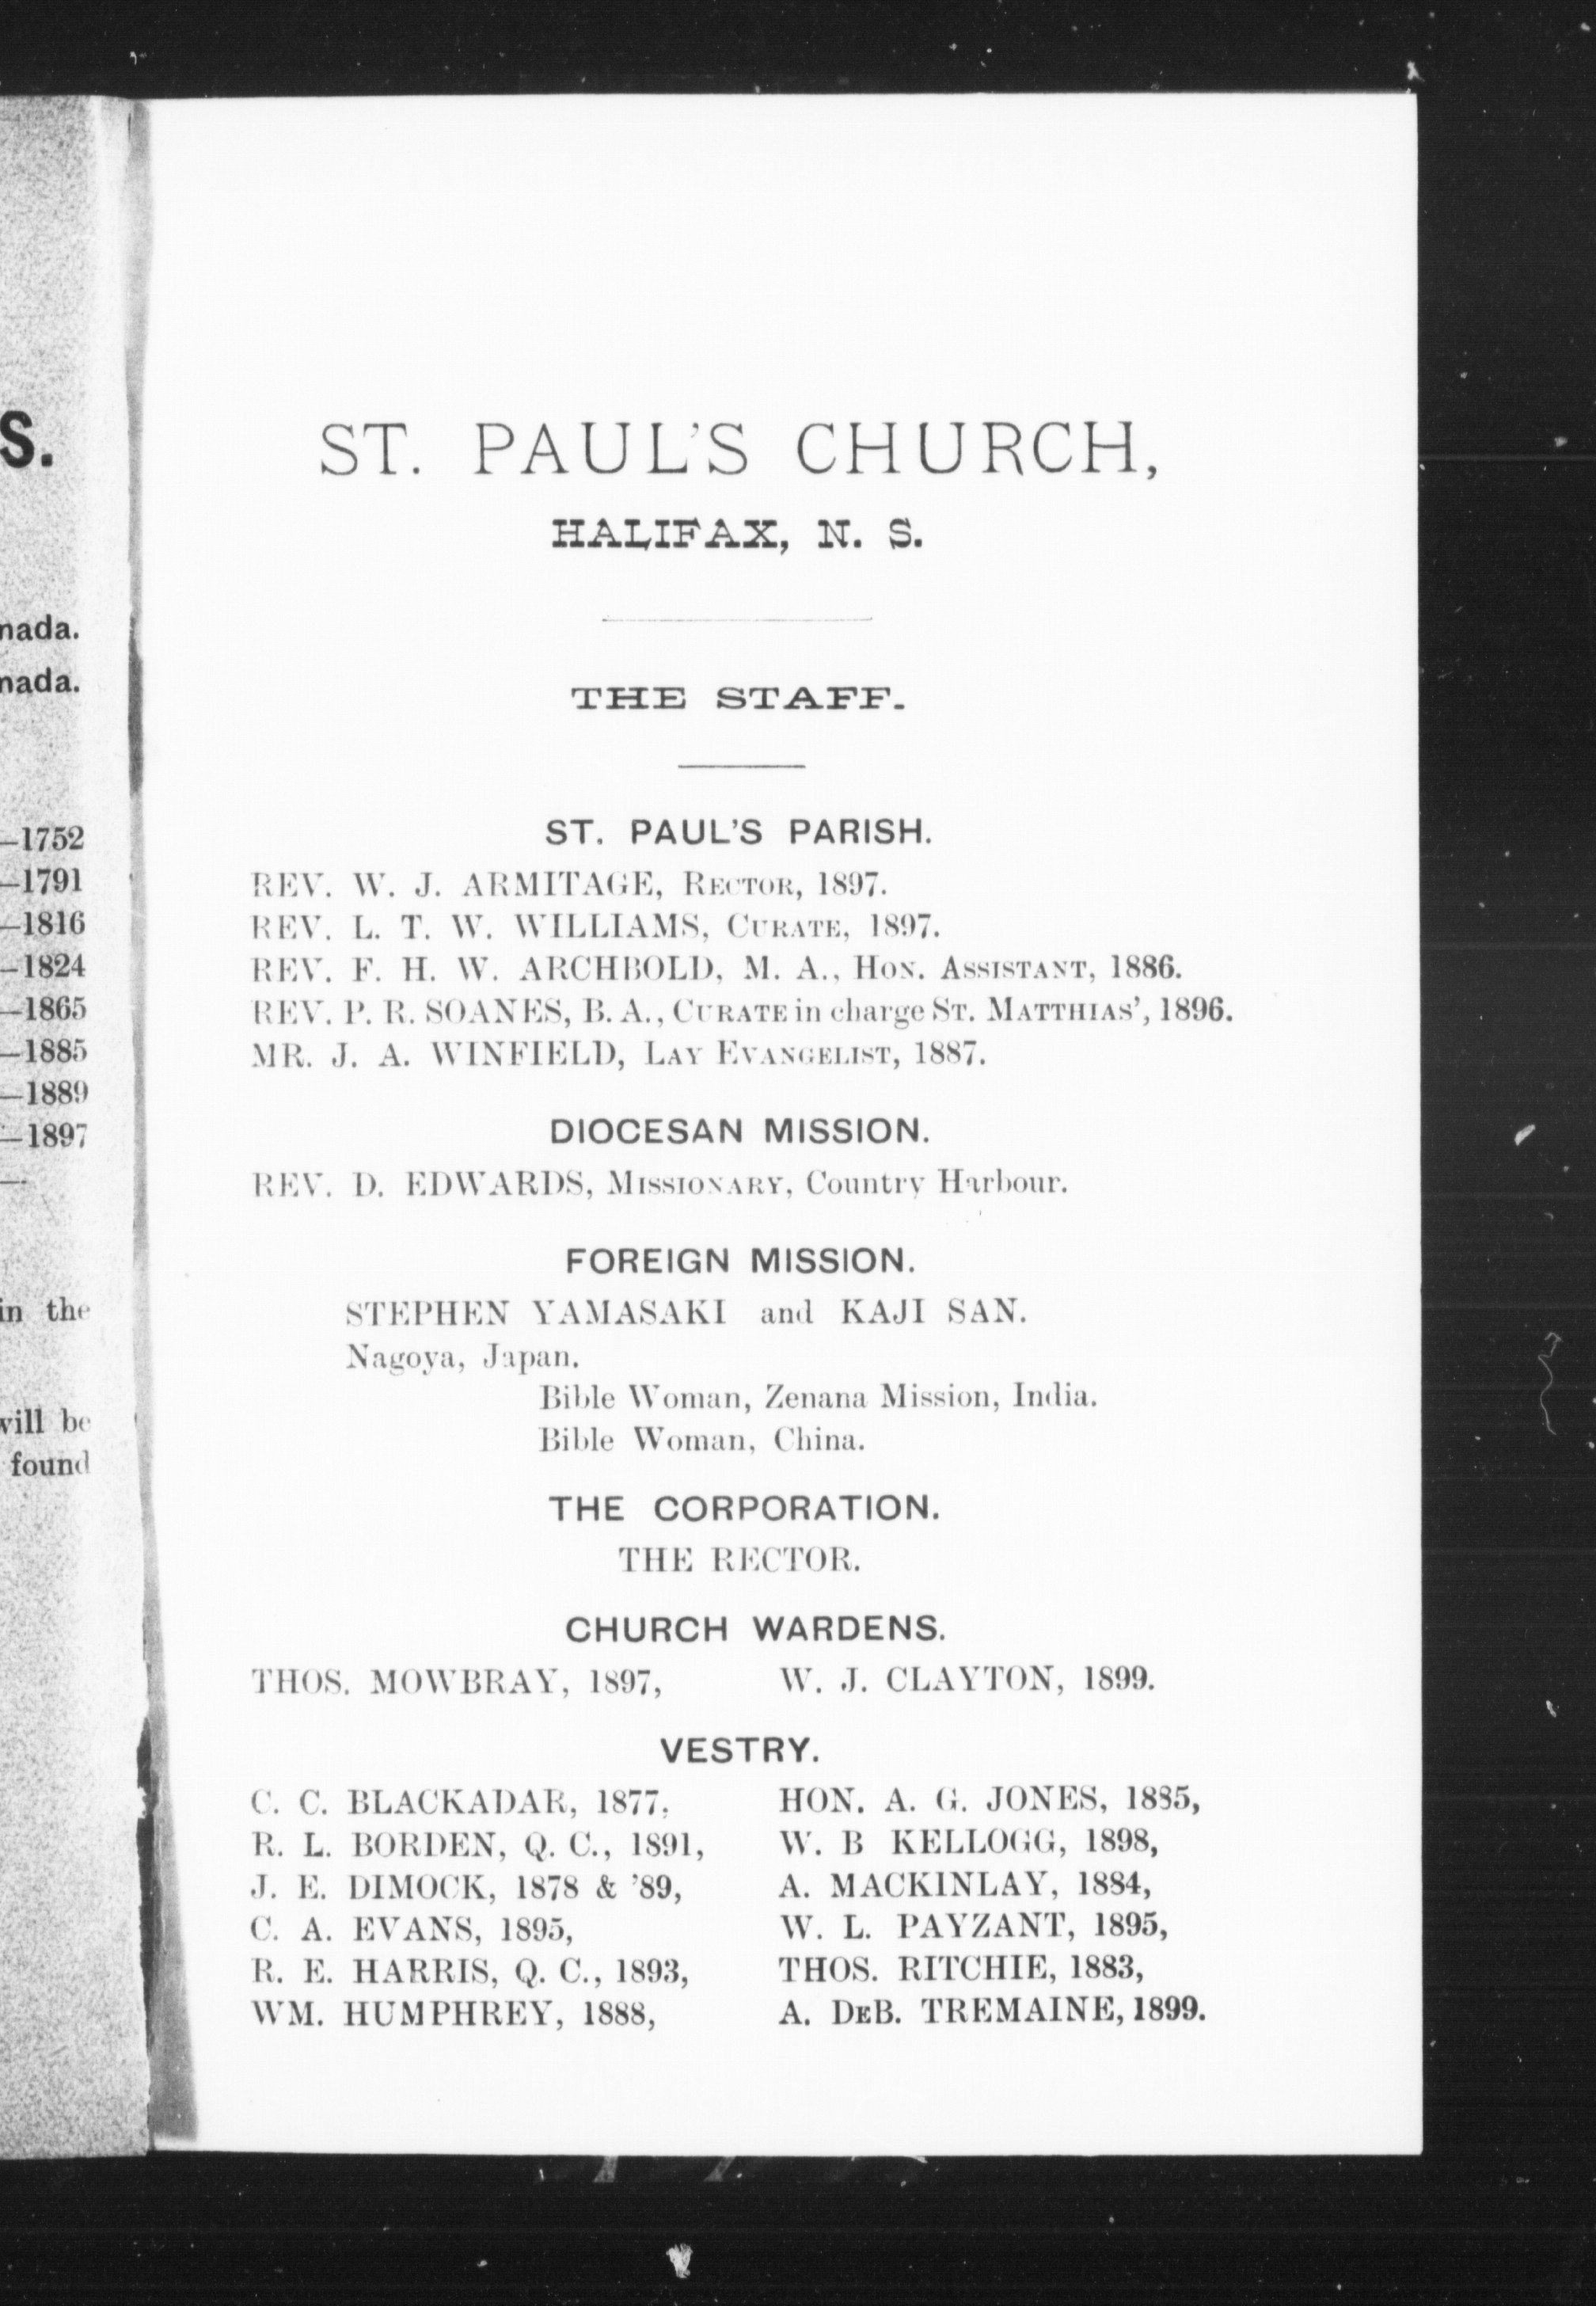 S.
nada.
nada.
—1752
—1791
—1816
—1824
—1865
—1885
—1889
—1897
in the
will be
found
ST. PAUL'S CHURCH,
HALIFAX, N. S.
THE STAFF.
ST. PAUL'S PARISH.
REV. W. J. ARMITAGE, RECTOR, 1897.
REV. L. T. W. WILLIAMS, CURATE, 1897.
REV. F. H. W. ARCHBOLD, M. A., HON. ASSISTANT, 1886.
REV. P. R. SOANES, B. A., CURATE in charge ST. MATTHIAS', 1896.
MR. J. A. WINFIELD, LAY EVANGELIST, 1887.
DIOCESAN MISSION.
REV. D. EDWARDS, MISSIONARY, Country Harbour.
FOREIGN MISSION.
STEPHEN YAMASAKI and KAJI SAN.
Nagoya, Japan.
Bible Woman, Zenana Mission, India.
Bible Woman, China.
THE CORPORATION.
THE RECTOR.
CHURCH WARDENS.
THOS. MOWBRAY, 1897, W. J. CLAYTON, 1899.
VESTRY.
C. C. BLACKADAR, 1877, HON. A. G. JONES, 1885,
R. L. BORDEN, Q. C., 1891, W. B KELLOGG, 1898,
J. E. DIMOCK, 1878 & '89, A. MACKINLAY, 1884,
C. A. EVANS, 1895, W. L. PAYZANT, 1895,
R. E. HARRIS, Q. C., 1893, THOS. RITCHIE, 1883,
WM. HUMPHREY, 1888, A. DEB. TREMAINE, 1899.